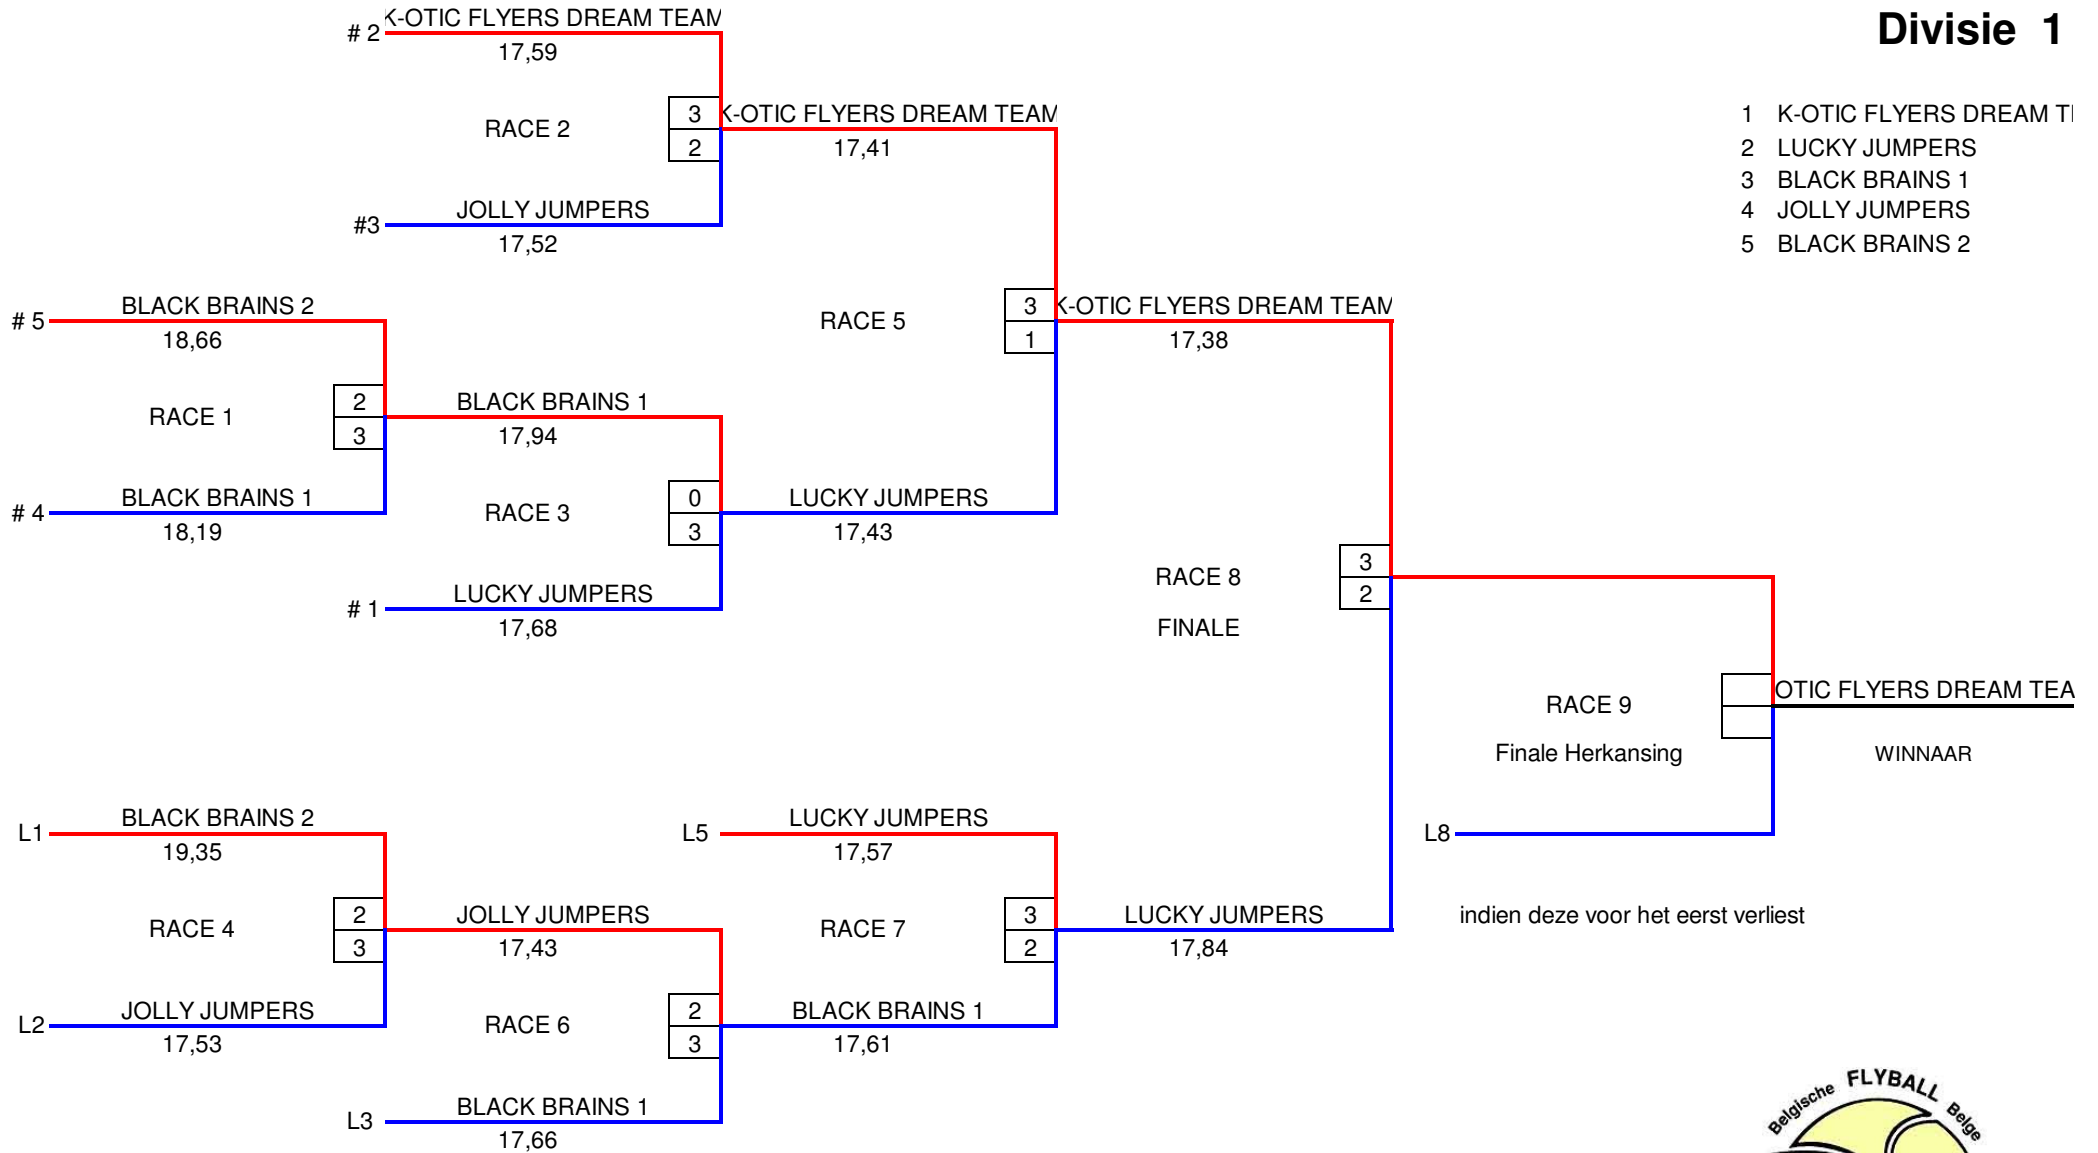 K-OTIC FLYERS DREAM TEAM
# 2
17,59
Divisie 1
RACE 2
3
2
K-OTIC FLYERS DREAM TEAM
17,41
1 K-OTIC FLYERS DREAM T
2 LUCKY JUMPERS
3 BLACK BRAINS 1
4 JOLLY JUMPERS
5 BLACK BRAINS 2
JOLLY JUMPERS
#3
17,52
BLACK BRAINS 2
# 5
18,66
RACE 5
3
1
K-OTIC FLYERS DREAM TEAM
17,38
RACE 1
2
3
BLACK BRAINS 1
17,94
BLACK BRAINS 1
# 4
18,19
RACE 3
0
3
LUCKY JUMPERS
17,43
LUCKY JUMPERS
# 1
17,68
RACE 8
FINALE
3
2
RACE 9
Finale Herkansing
OTIC FLYERS DREAM TEA
WINNAAR
BLACK BRAINS 2
L1
19,35
LUCKY JUMPERS
L5
17,57
L8
RACE 4
2
3
JOLLY JUMPERS
17,43
RACE 7
3
2
LUCKY JUMPERS
17,84
indien deze voor het eerst verliest
JOLLY JUMPERS
L2
17,53
RACE 6
2
3
BLACK BRAINS 1
17,61
BLACK BRAINS 1
L3
17,66
Belgische FLYBALL Belge